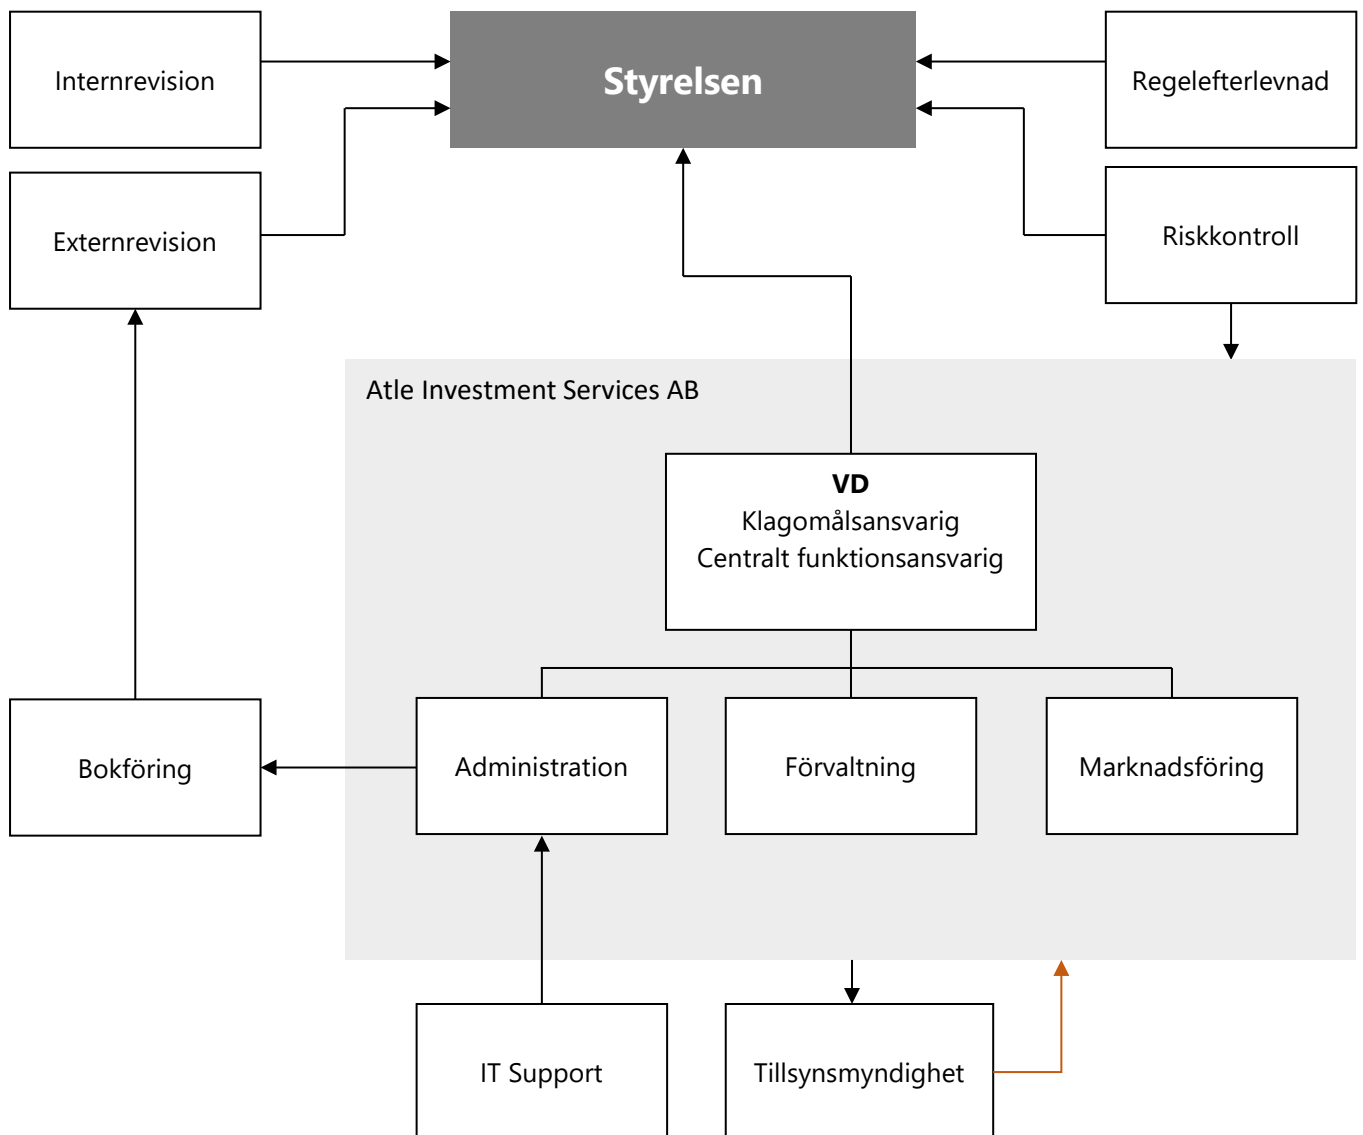 Internrevision
Styrelsen
Regelefterlevnad
Externrevision
Riskkontroll
Atle Investment Services AB
VD
Klagomålsansvarig
Centralt funktionsansvarig
Bokföring
Administration
Förvaltning
Marknadsföring
IT Support
Tillsynsmyndighet